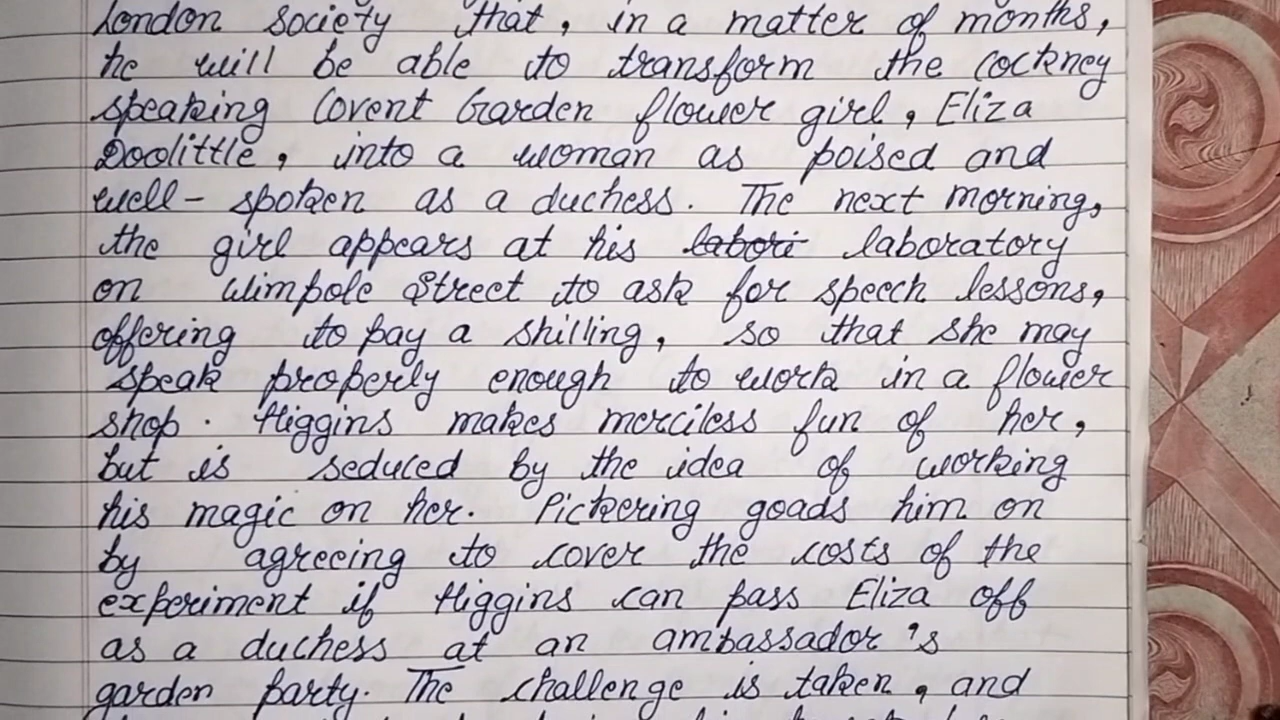 London society that, in a matter of months,
he will be able to transform the cockney
speaking Covent Garden flower girl, Eliza
Doolittle, into a woman as poised and
well- spoken as a duchess. The next morning,
the girl appears at his labori laboratory
on Wimpole Street to ask for speech lessons,
offering to pay a shilling, so that she may
speak properly enough to work in a flower
shop. Higgins makes merciless fun of her,
but is seduced by the idea of working
his magic on her. Pickering goads him on
by agreeing to cover the costs of the
experiment if Higgins can pass Eliza off
as a duchess at an ambassador's
garden party. The challenge is taken, and